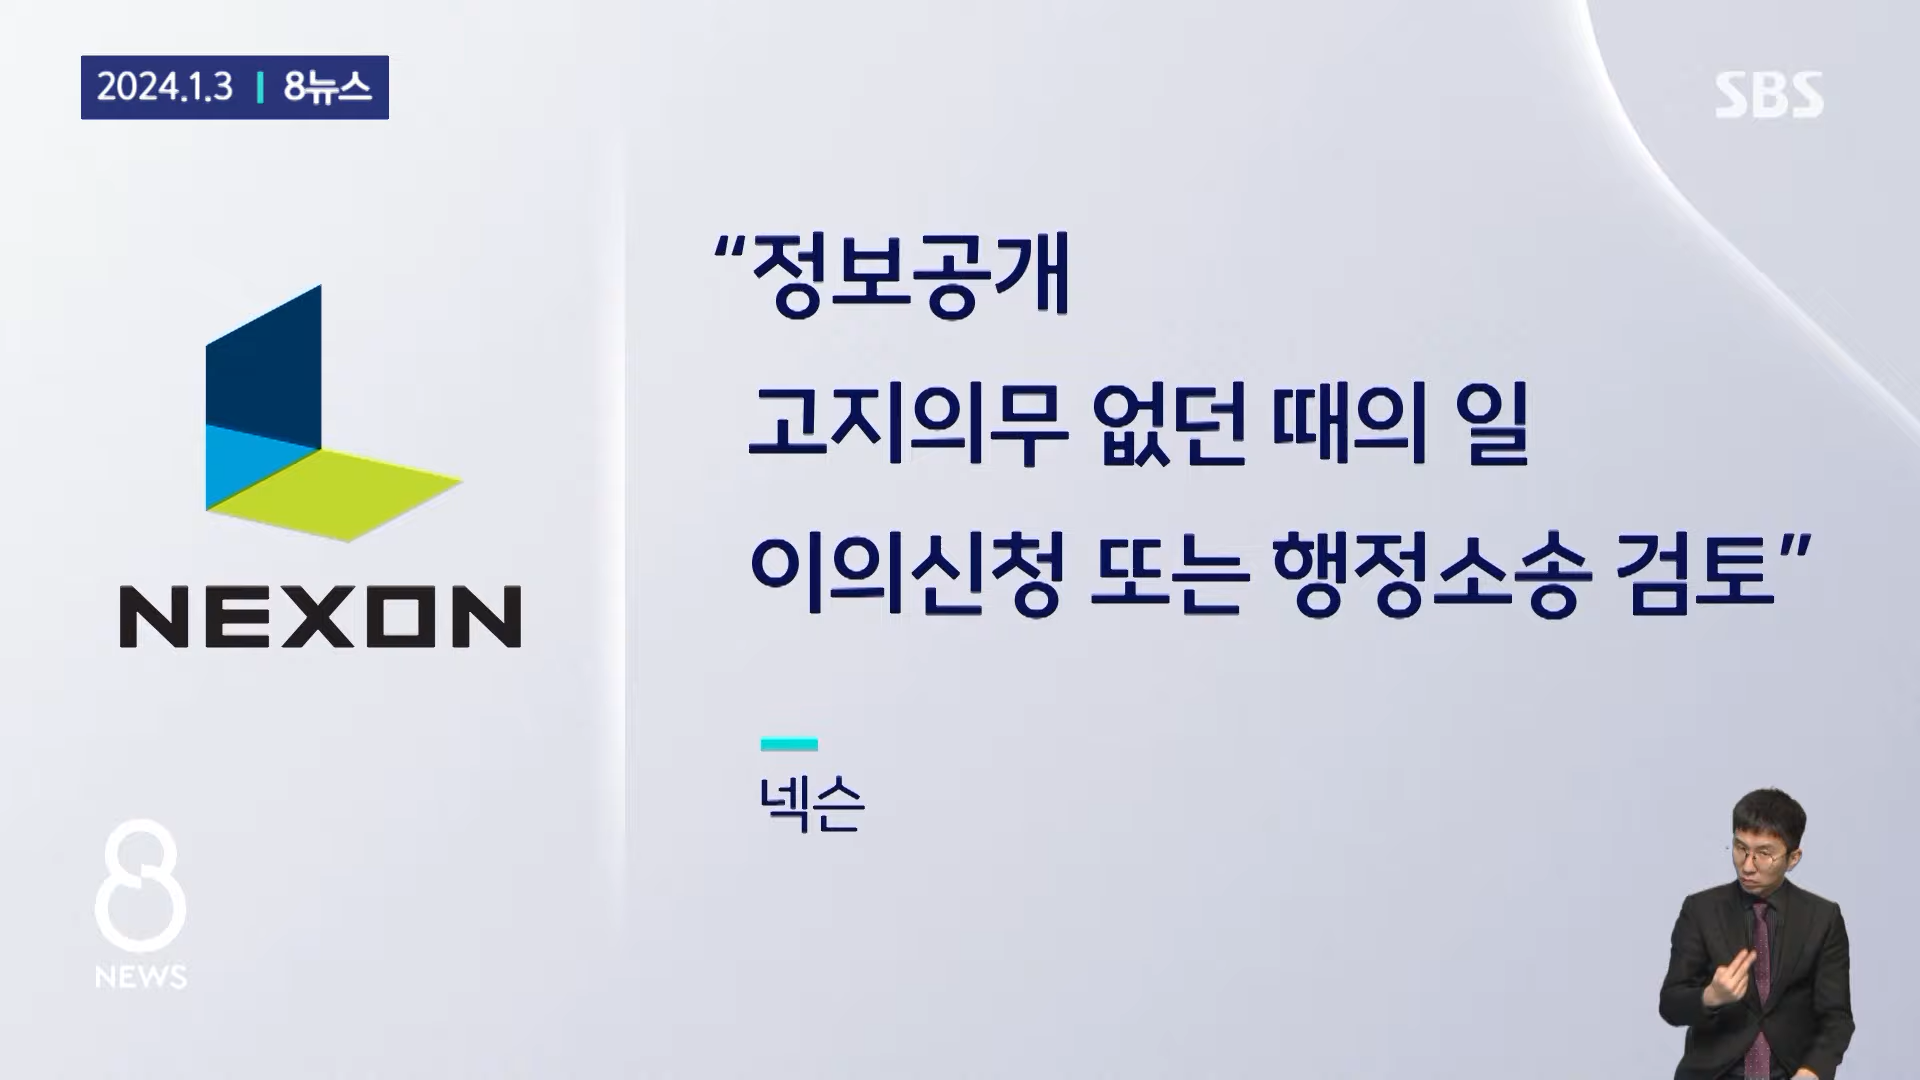 2024.1.3 | 8뉴스
SBS
“정보공개
고지의무 없던 때의 일
이의신청 또는 행정소송 검토”
넥슨
NEXON
8
NEWS